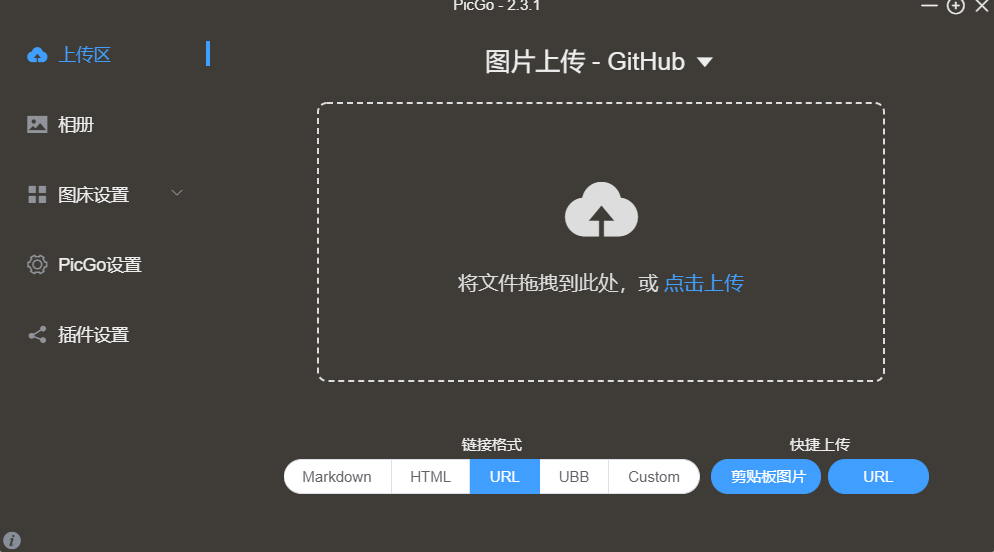 PicGo - 2.3.1
上传区
相册
图床设置
PicGo设置
插件设置
图片上传 - GitHub
将文件拖拽到此处，或 点击上传
链接格式
Markdown HTML URL UBB Custom
快捷上传
剪贴板图片 URL